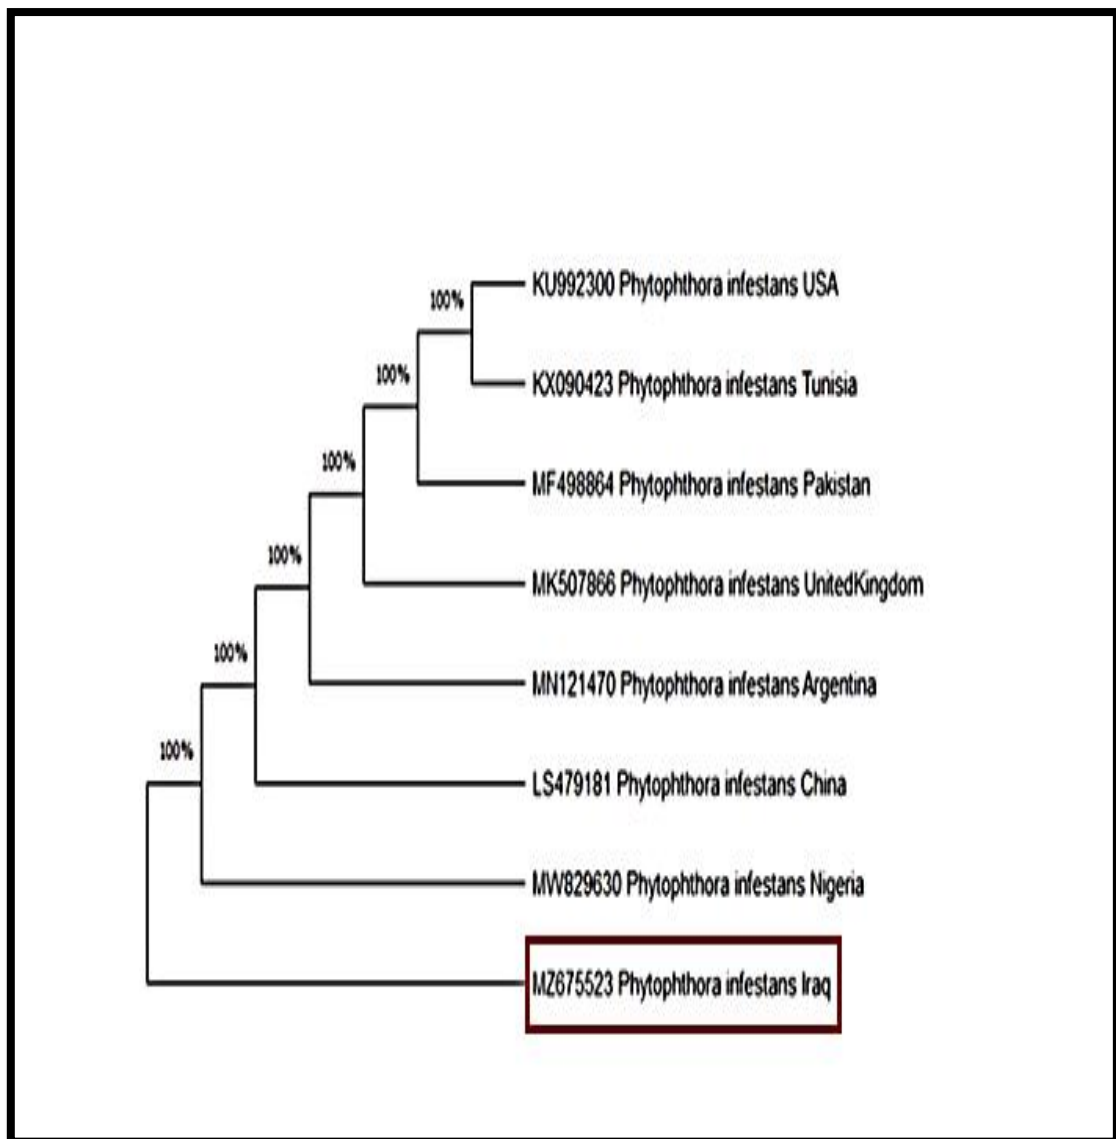 100%
KU992300 Phytophthora infestans USA
100%
KX090423 Phytophthora infestans Tunisia
100%
MF498864 Phytophthora infestans Pakistan
100%
MK507866 Phytophthora infestans UnitedKingdom
100%
MN121470 Phytophthora infestans Argentina
100%
LS479181 Phytophthora infestans China
MW829630 Phytophthora infestans Nigeria
MZ675523 Phytophthora infestans Iraq